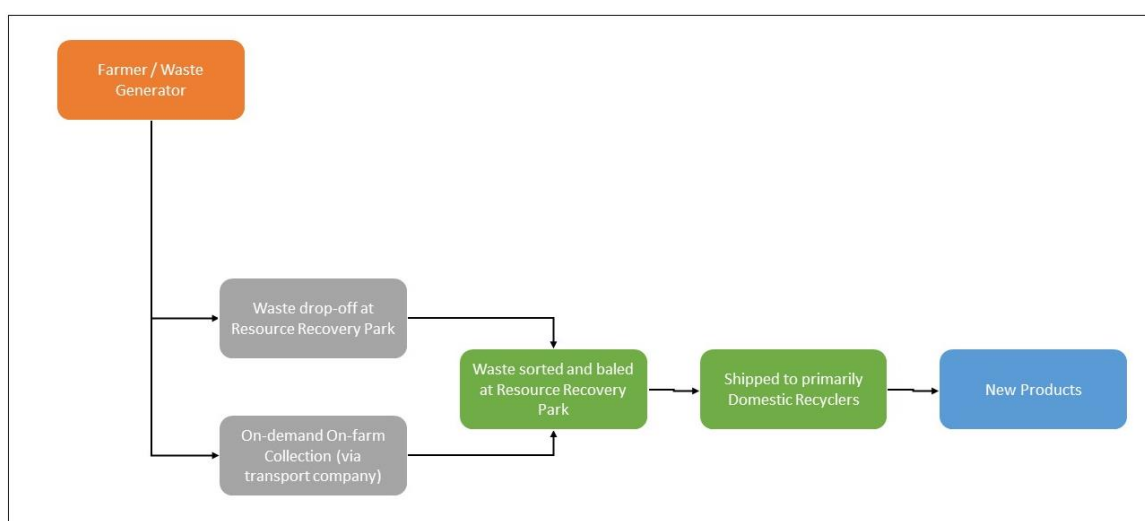 Farmer / Waste
Generator
Waste drop-off at
Resource Recovery Park
On-demand On-farm
Collection (via
transport company)
Waste sorted and baled
at Resource Recovery
Park
Shipped to primarily
Domestic Recyclers
New Products